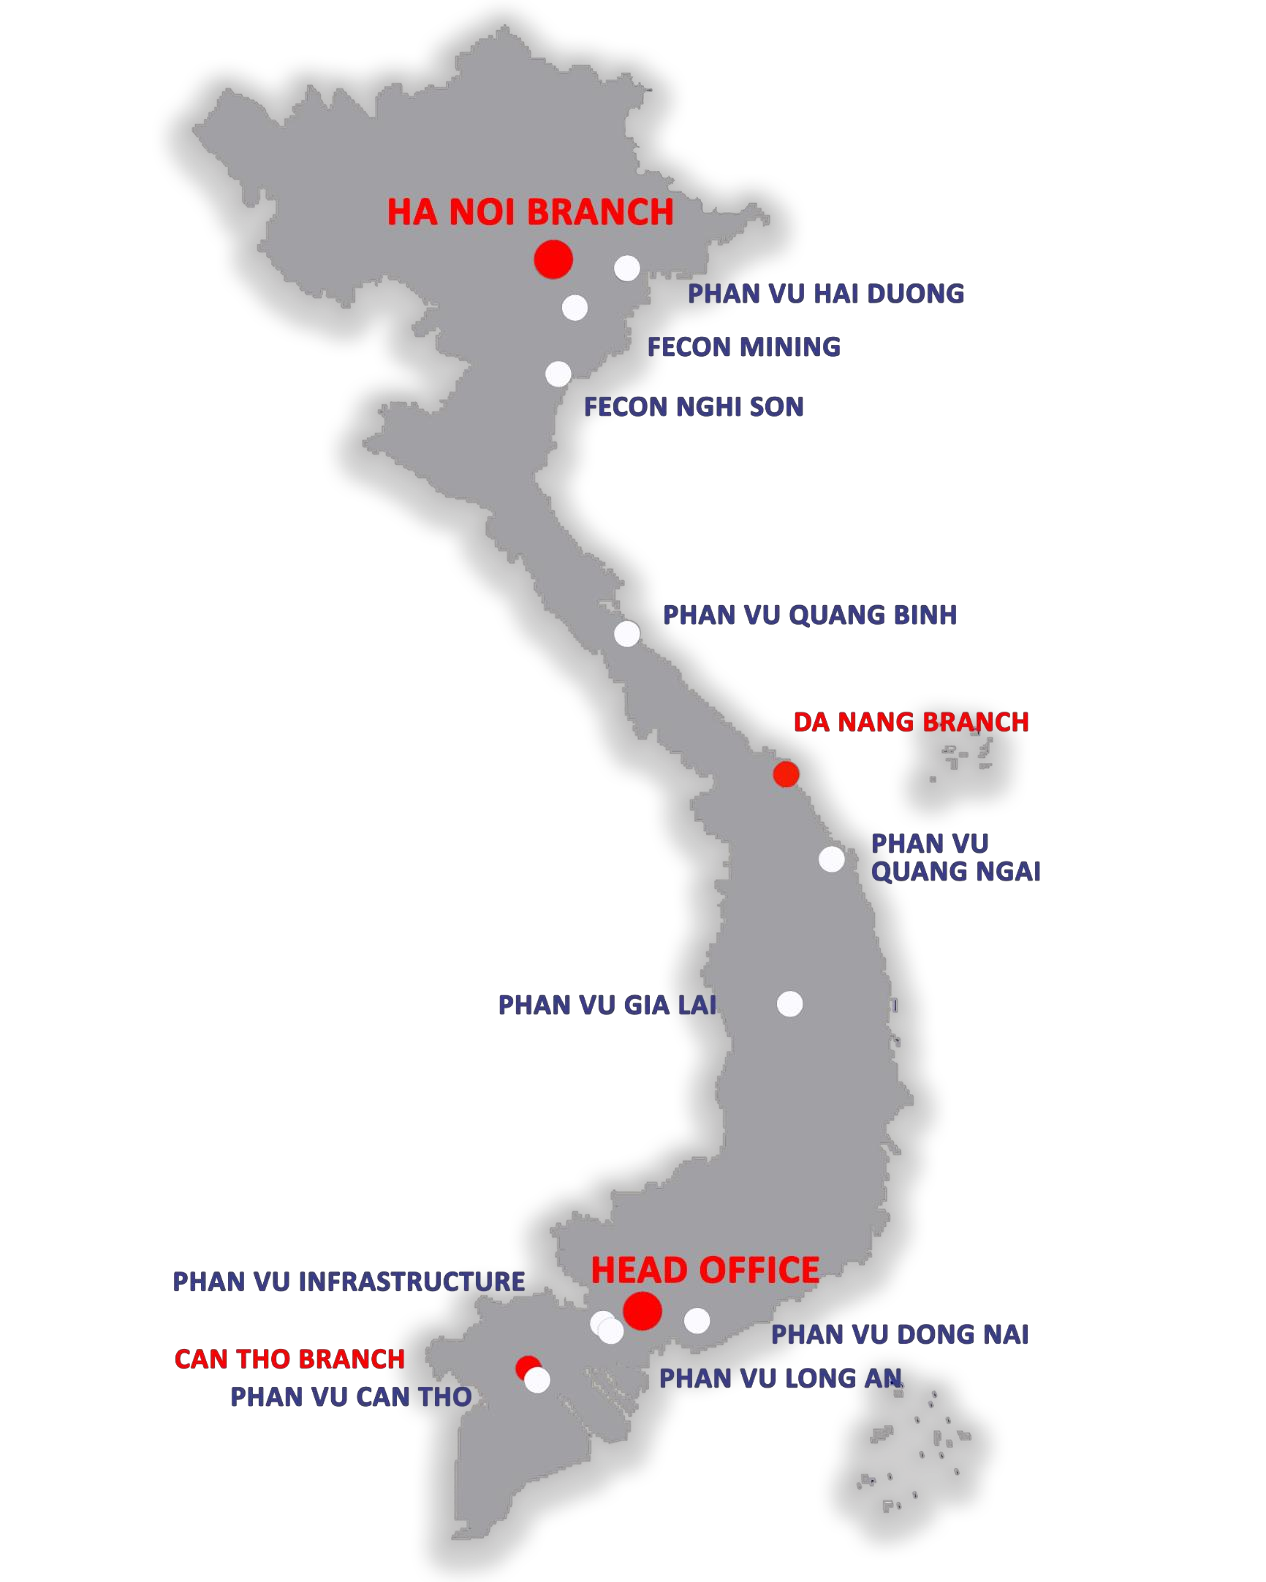 HA NOI BRANCH
PHAN VU HAI DUONG
FECON MINING
FECON NGHI SON
PHAN VU QUANG BINH
DA NANG BRANCH
PHAN VU
QUANG NGAI
PHAN VU GIA LAI
HEAD OFFICE
PHAN VU INFRASTRUCTURE
PHAN VU DONG NAI
CAN THO BRANCH
PHAN VU LONG AN
PHAN VU CAN THO